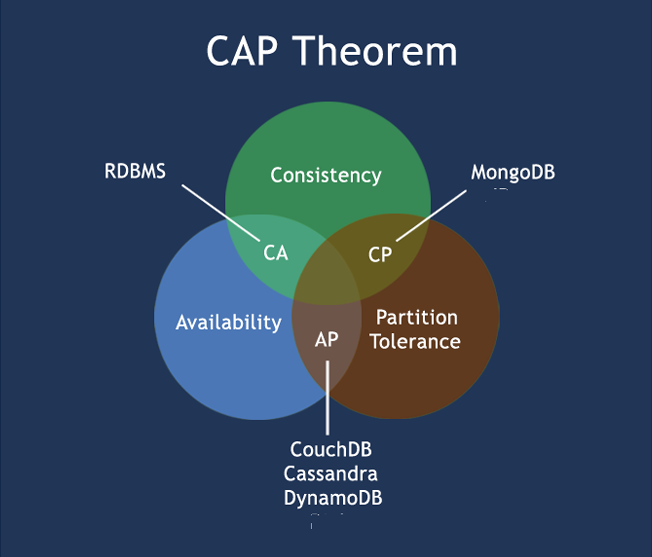 CAP Theorem
RDBMS
Consistency
MongoDB
CA
CP
Availability
Partition
Tolerance
AP
CouchDB
Cassandra
DynamoDB